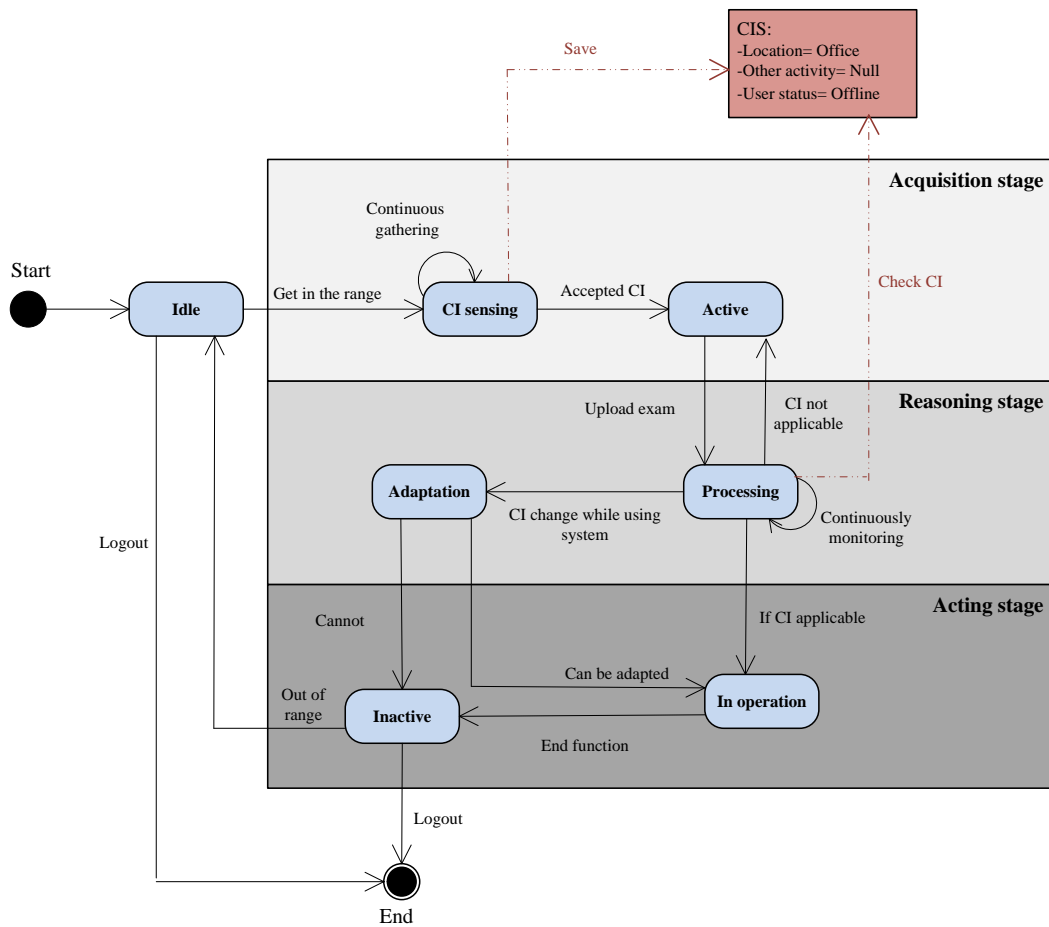 CIS:
-Location= Office
-Other activity= Null
-User status= Offline
Save
Acquisition stage
Continuous
gathering
Start
Check CI
Get in the range
Accepted CI
Idle
CI sensing
Active
Reasoning stage
Upload exam
CI not
applicable
Adaptation
Processing
CI change while using
system
Continuously
monitoring
Logout
Acting stage
Cannot
If CI applicable
Can be adapted
Out of
range
Inactive
In operation
End function
Logout
End